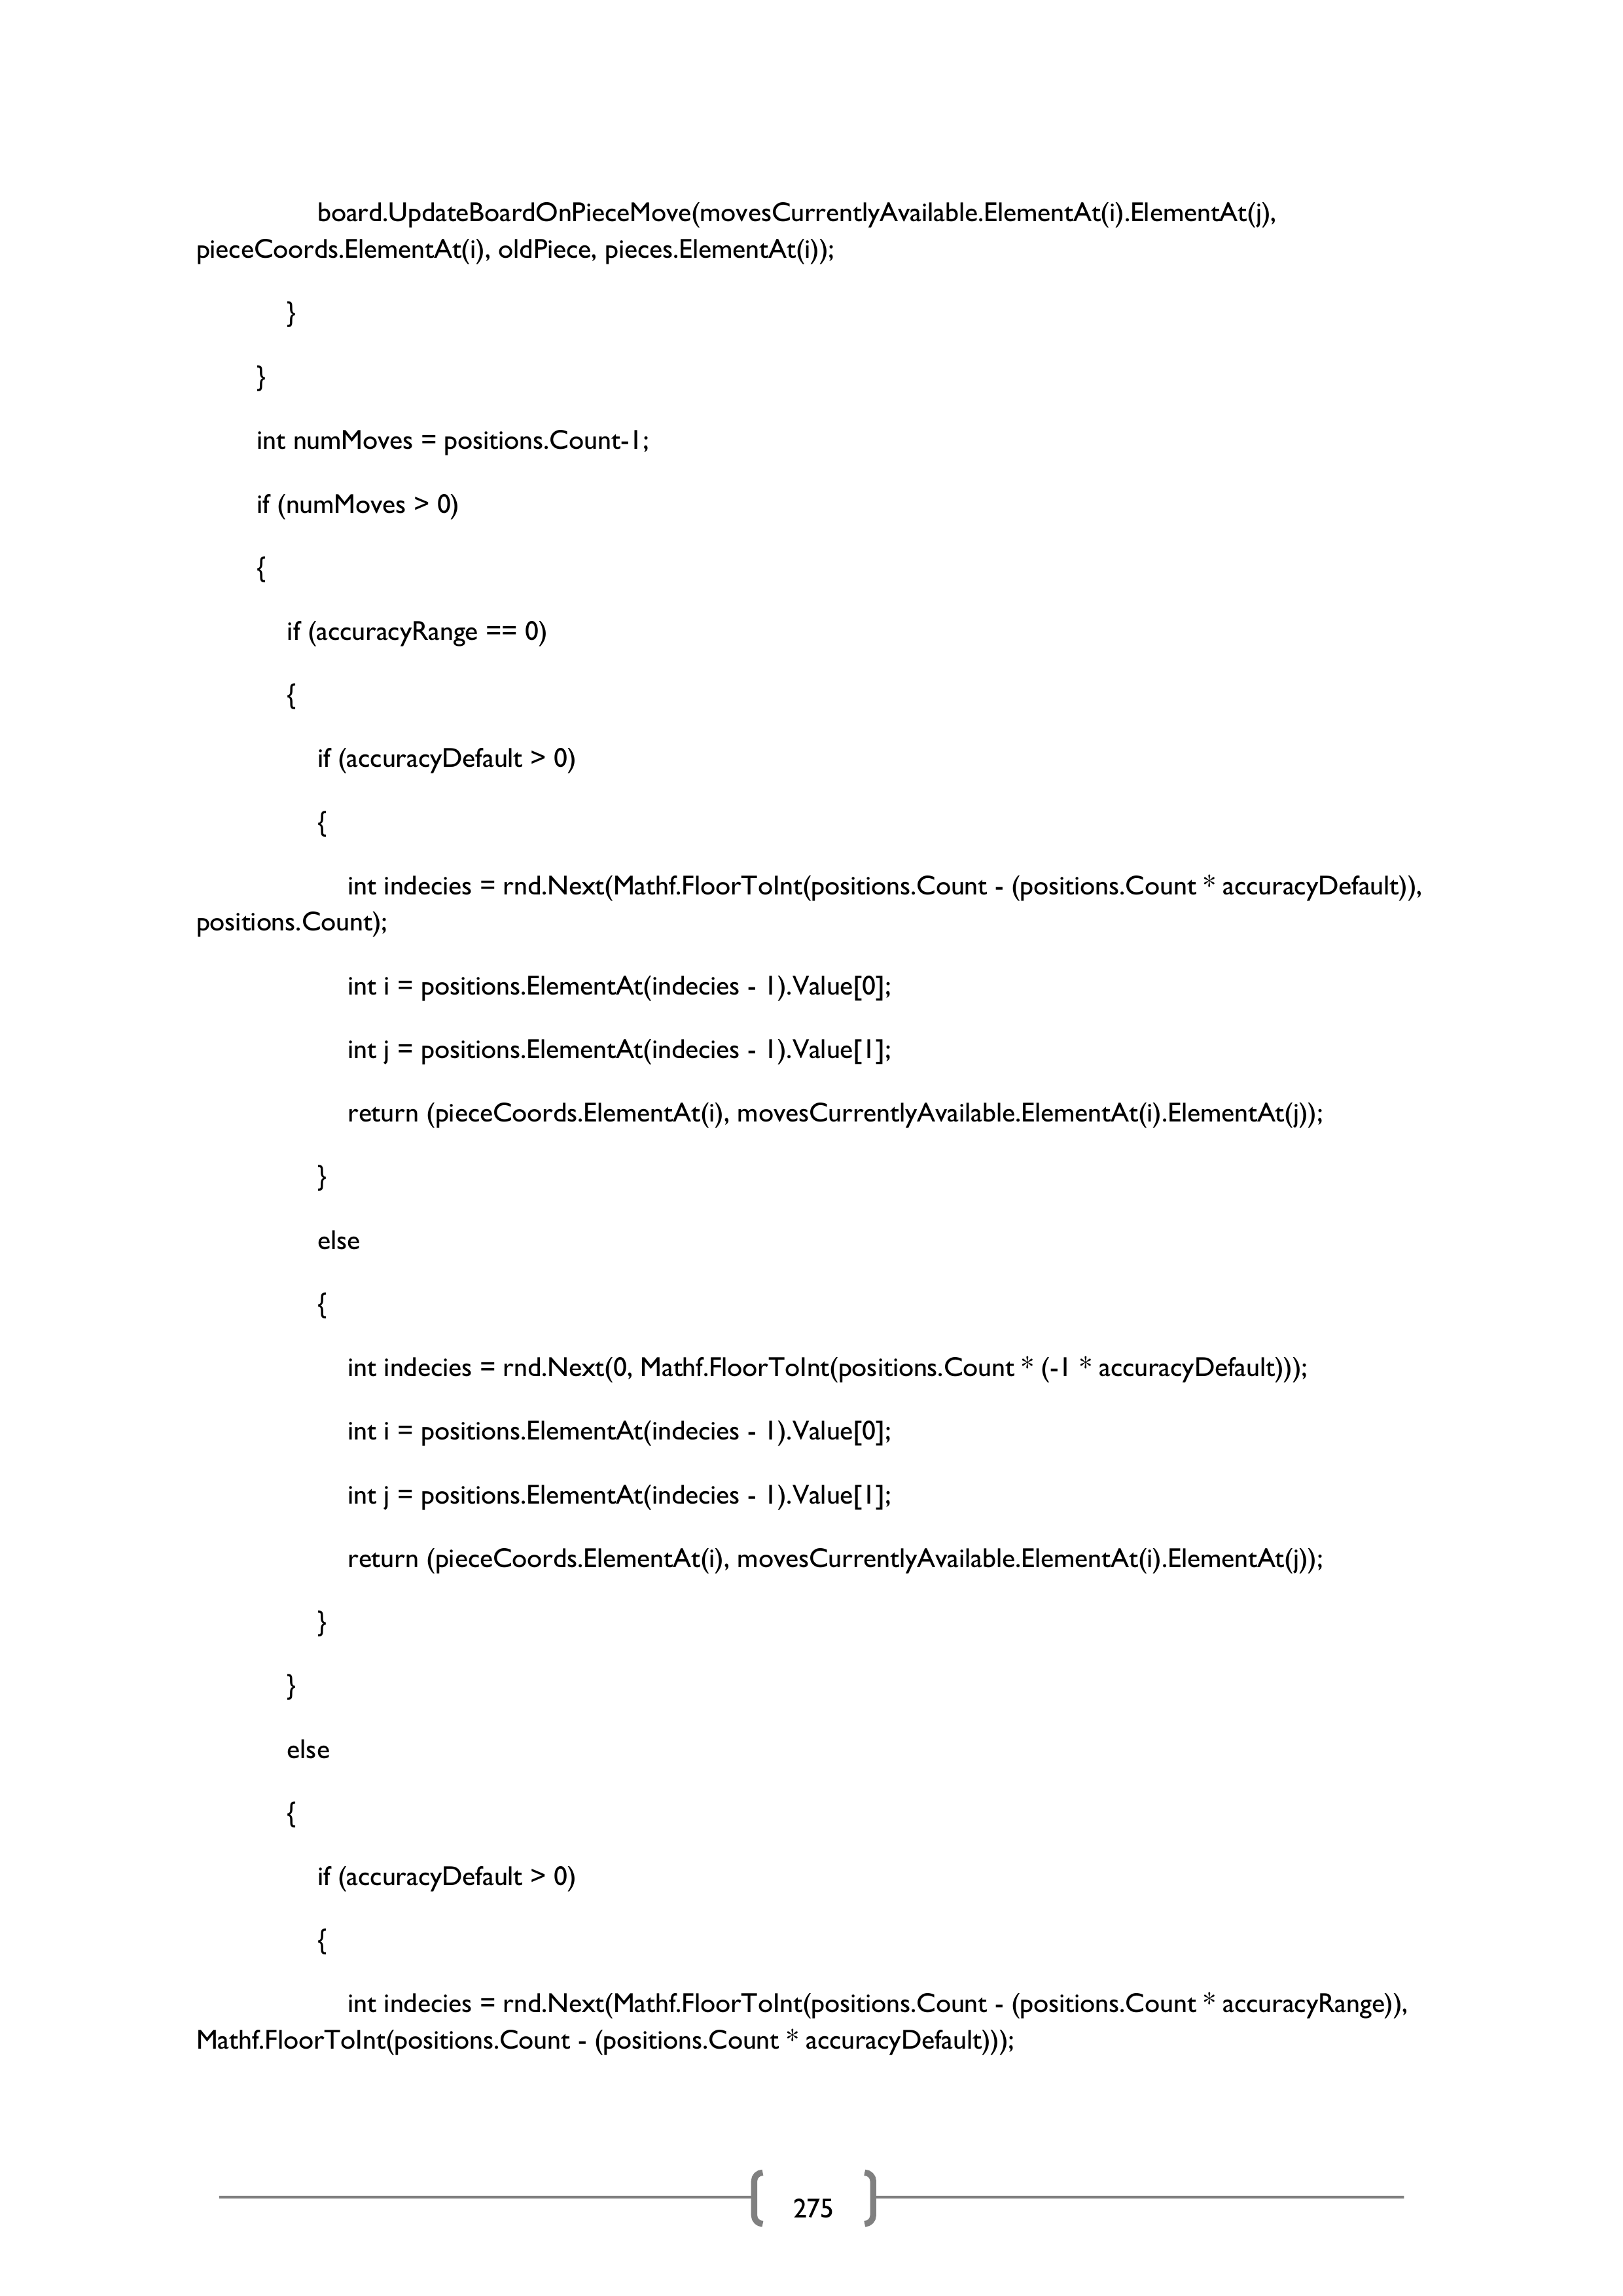 board.UpdateBoardOnPieceMove(movesCurrentlyAvailable.ElementAt(i).ElementAt(j),
pieceCoords.ElementAt(i), oldPiece, pieces.ElementAt(i));
}
}
int numMoves = positions.Count-1;
if (numMoves > 0)
{
if (accuracyRange == 0)
{
if (accuracyDefault > 0)
{
int indecies = rnd.Next(Mathf.FloorToInt(positions.Count - (positions.Count * accuracyDefault)),
positions.Count);
int i = positions.ElementAt(indecies - 1).Value[0];
int j = positions.ElementAt(indecies - 1).Value[1];
return (pieceCoords.ElementAt(i), movesCurrentlyAvailable.ElementAt(i).ElementAt(j));
}
else
{
int indecies = rnd.Next(0, Mathf.FloorToInt(positions.Count * (-1 * accuracyDefault)));
int i = positions.ElementAt(indecies - 1).Value[0];
int j = positions.ElementAt(indecies - 1).Value[1];
return (pieceCoords.ElementAt(i), movesCurrentlyAvailable.ElementAt(i).ElementAt(j));
}
}
else
{
if (accuracyDefault > 0)
{
int indecies = rnd.Next(Mathf.FloorToInt(positions.Count - (positions.Count * accuracyRange)),
Mathf.FloorToInt(positions.Count - (positions.Count * accuracyDefault)));
275